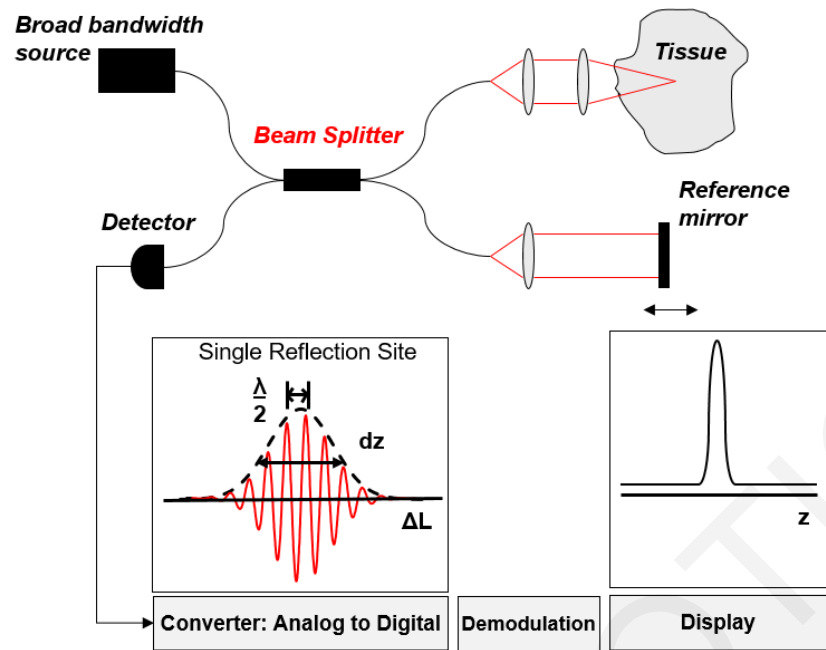 Broad bandwidth
source
Tissue
Beam Splitter
Detector
Reference
mirror
Single Reflection Site
λ
2
dz
ΔL
z
Converter: Analog to Digital
Demodulation
Display